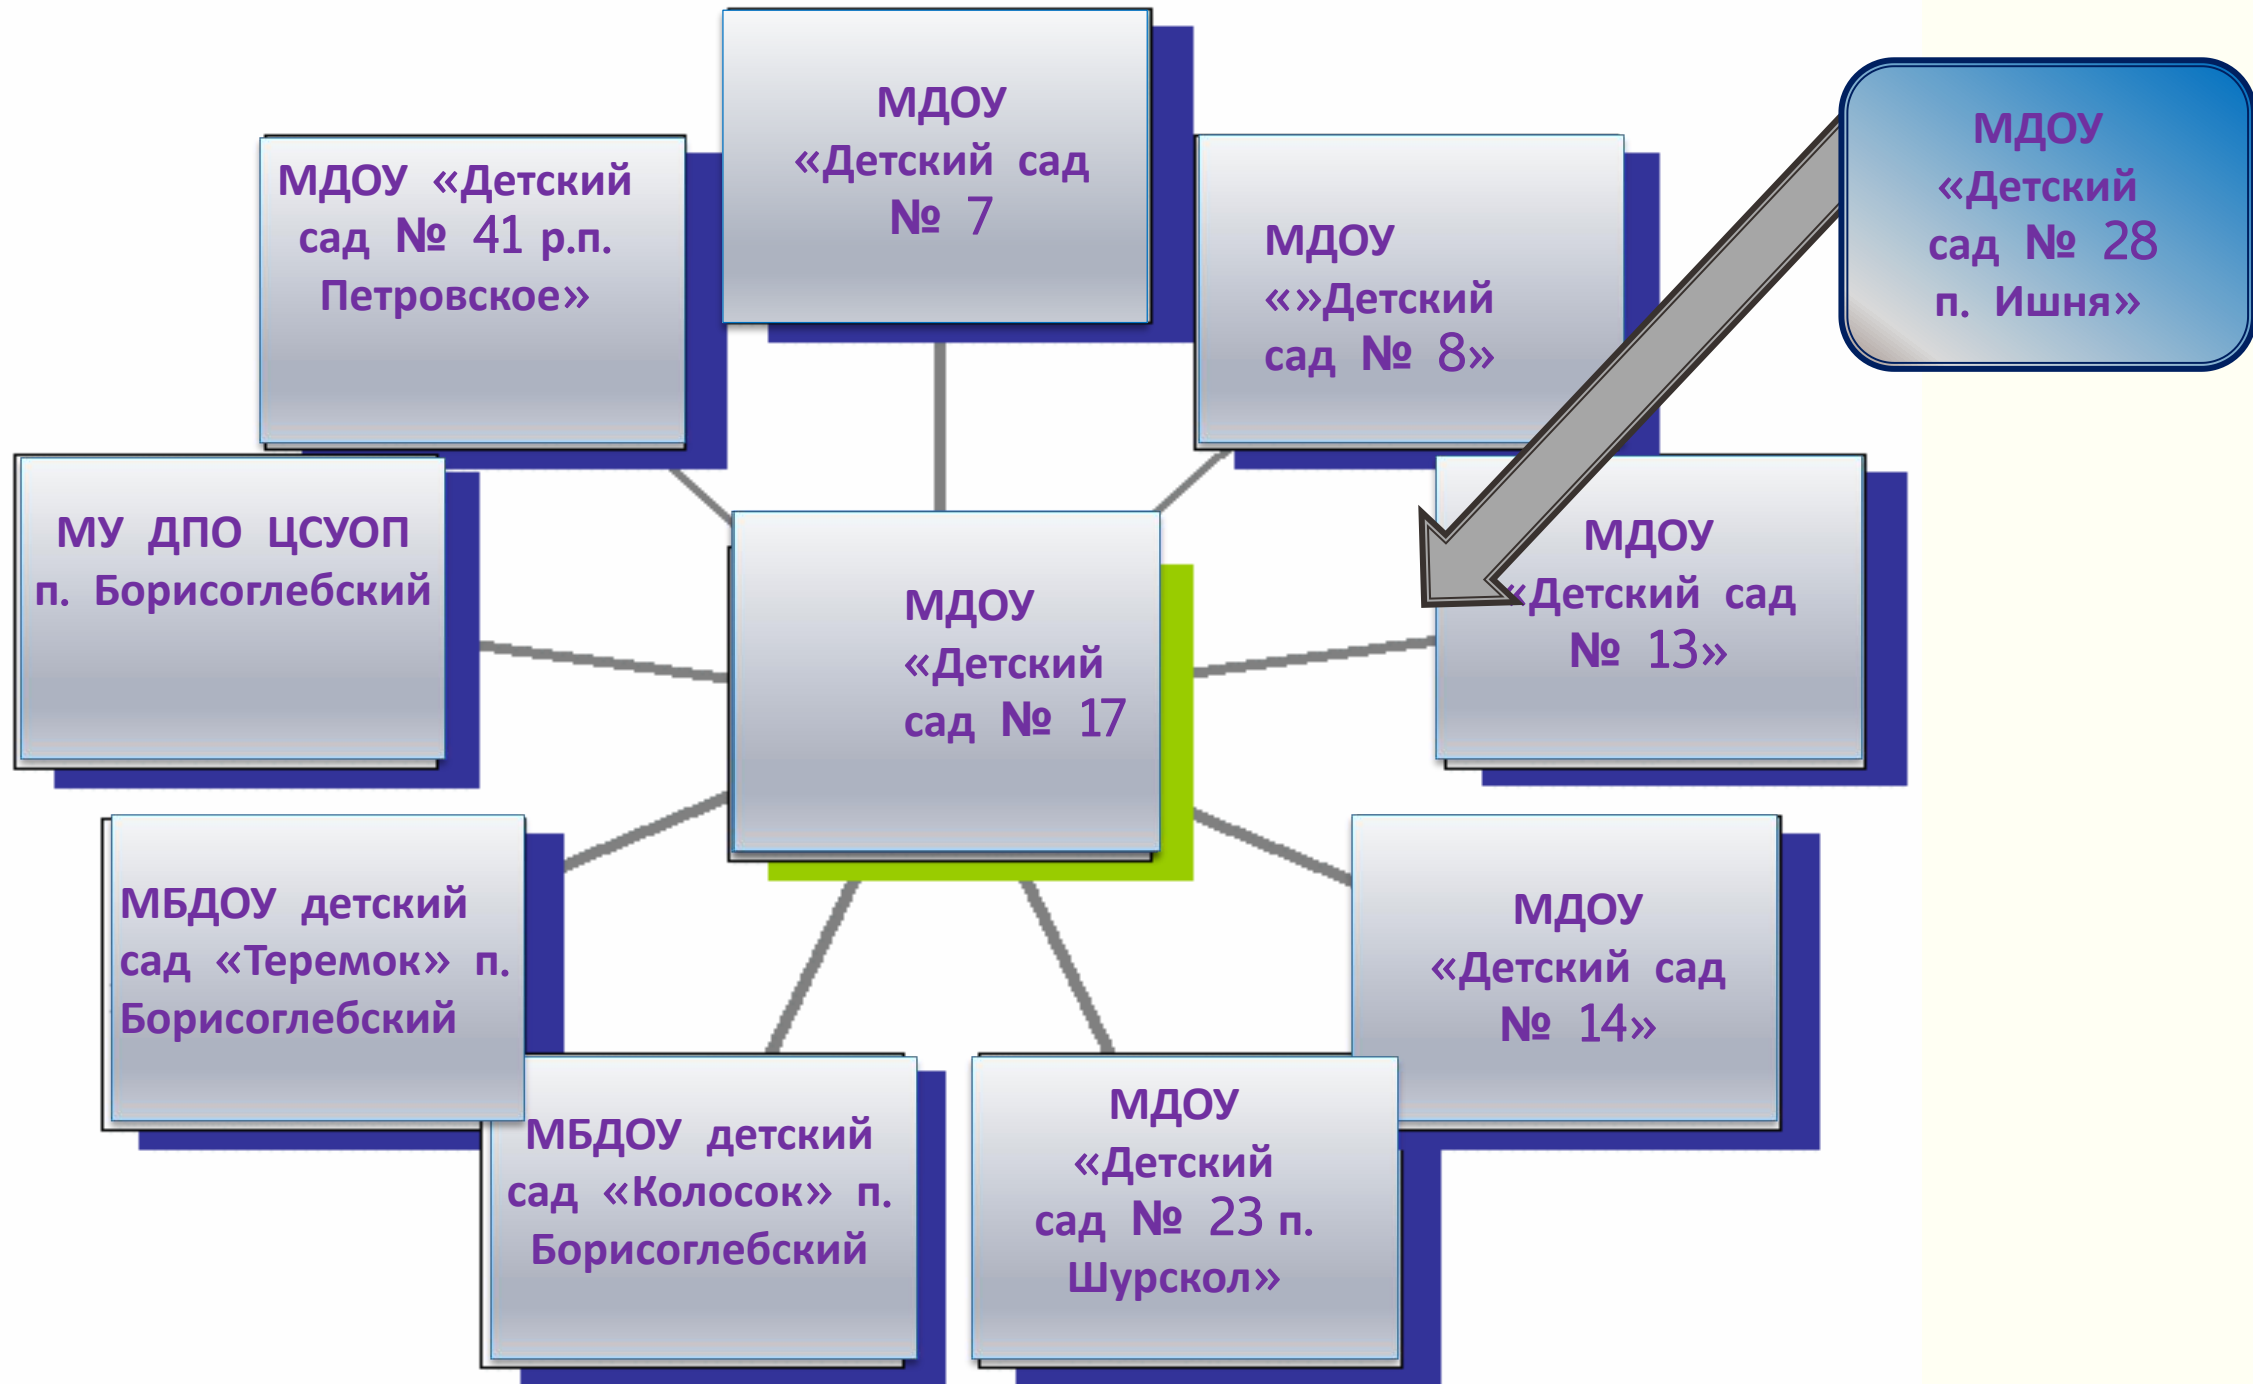 МДОУ
«Детский сад
№ 7
МДОУ «Детский
сад № 41 р.п.
Петровское»
МДОУ
«»Детский
сад № 8»
МДОУ
«Детский
сад № 28
п. Ишня»
МУ ДПО ЦСУОП
п. Борисоглебский
МДОУ
«Детский
сад № 17
МДОУ
«Детский сад
№ 13»
МБДОУ детский
сад «Теремок» п.
Борисоглебский
МДОУ
«Детский сад
№ 14»
МБДОУ детский
сад «Колосок» п.
Борисоглебский
МДОУ
«Детский
сад № 23 п.
Шурскол»